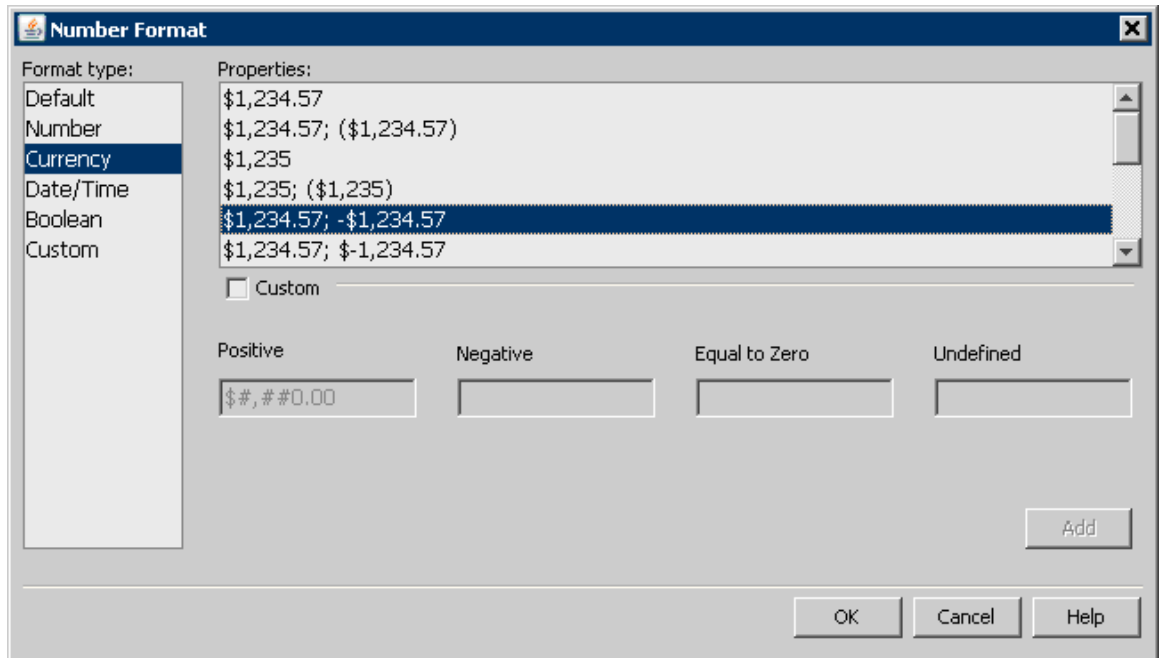 Number Format
Format type:
Default
Number
Currency
Date/Time
Boolean
Custom
Properties:
$1,234.57
$1,234.57; ($1,234.57)
$1,235
$1,235; ($1,235)
$1,234.57; -$1,234.57
$1,234.57; $-1,234.57
Custom
Positive Negative Equal to Zero Undefined
$#,##0.00
Add
OK Cancel Help